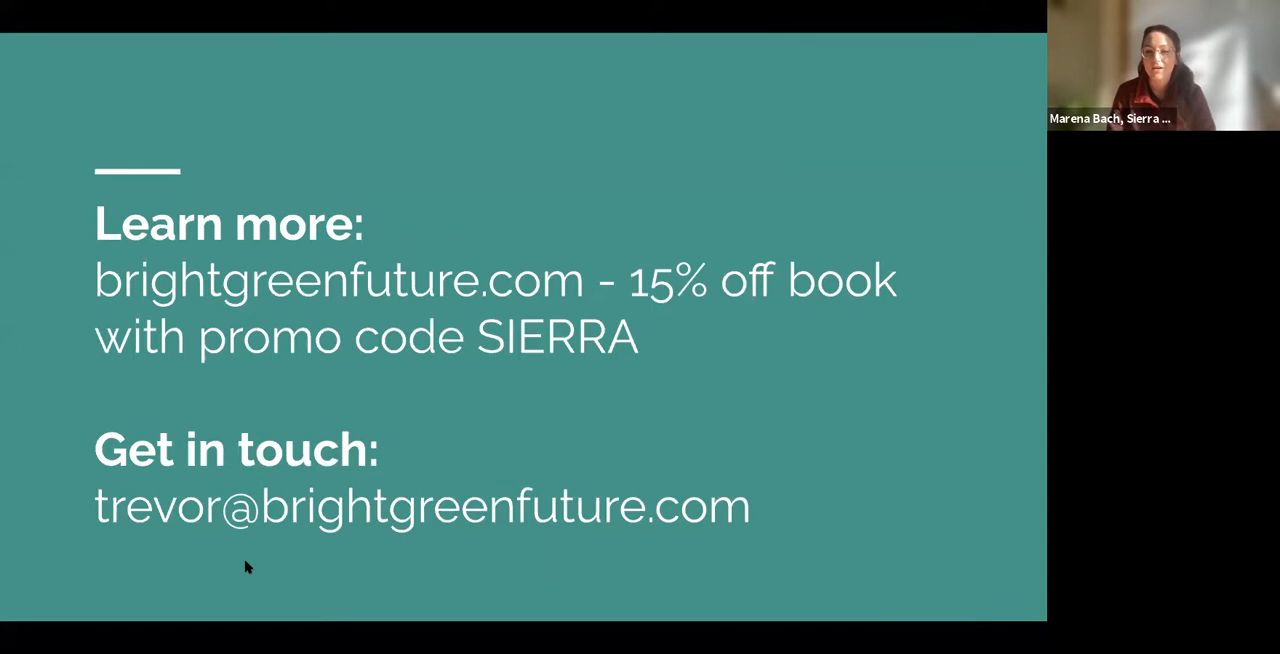 Marena Bach, Sierra ...
Learn more:
brightgreenfuture.com - 15% off book
with promo code SIERRA
Get in touch:
trevor@brightgreenfuture.com